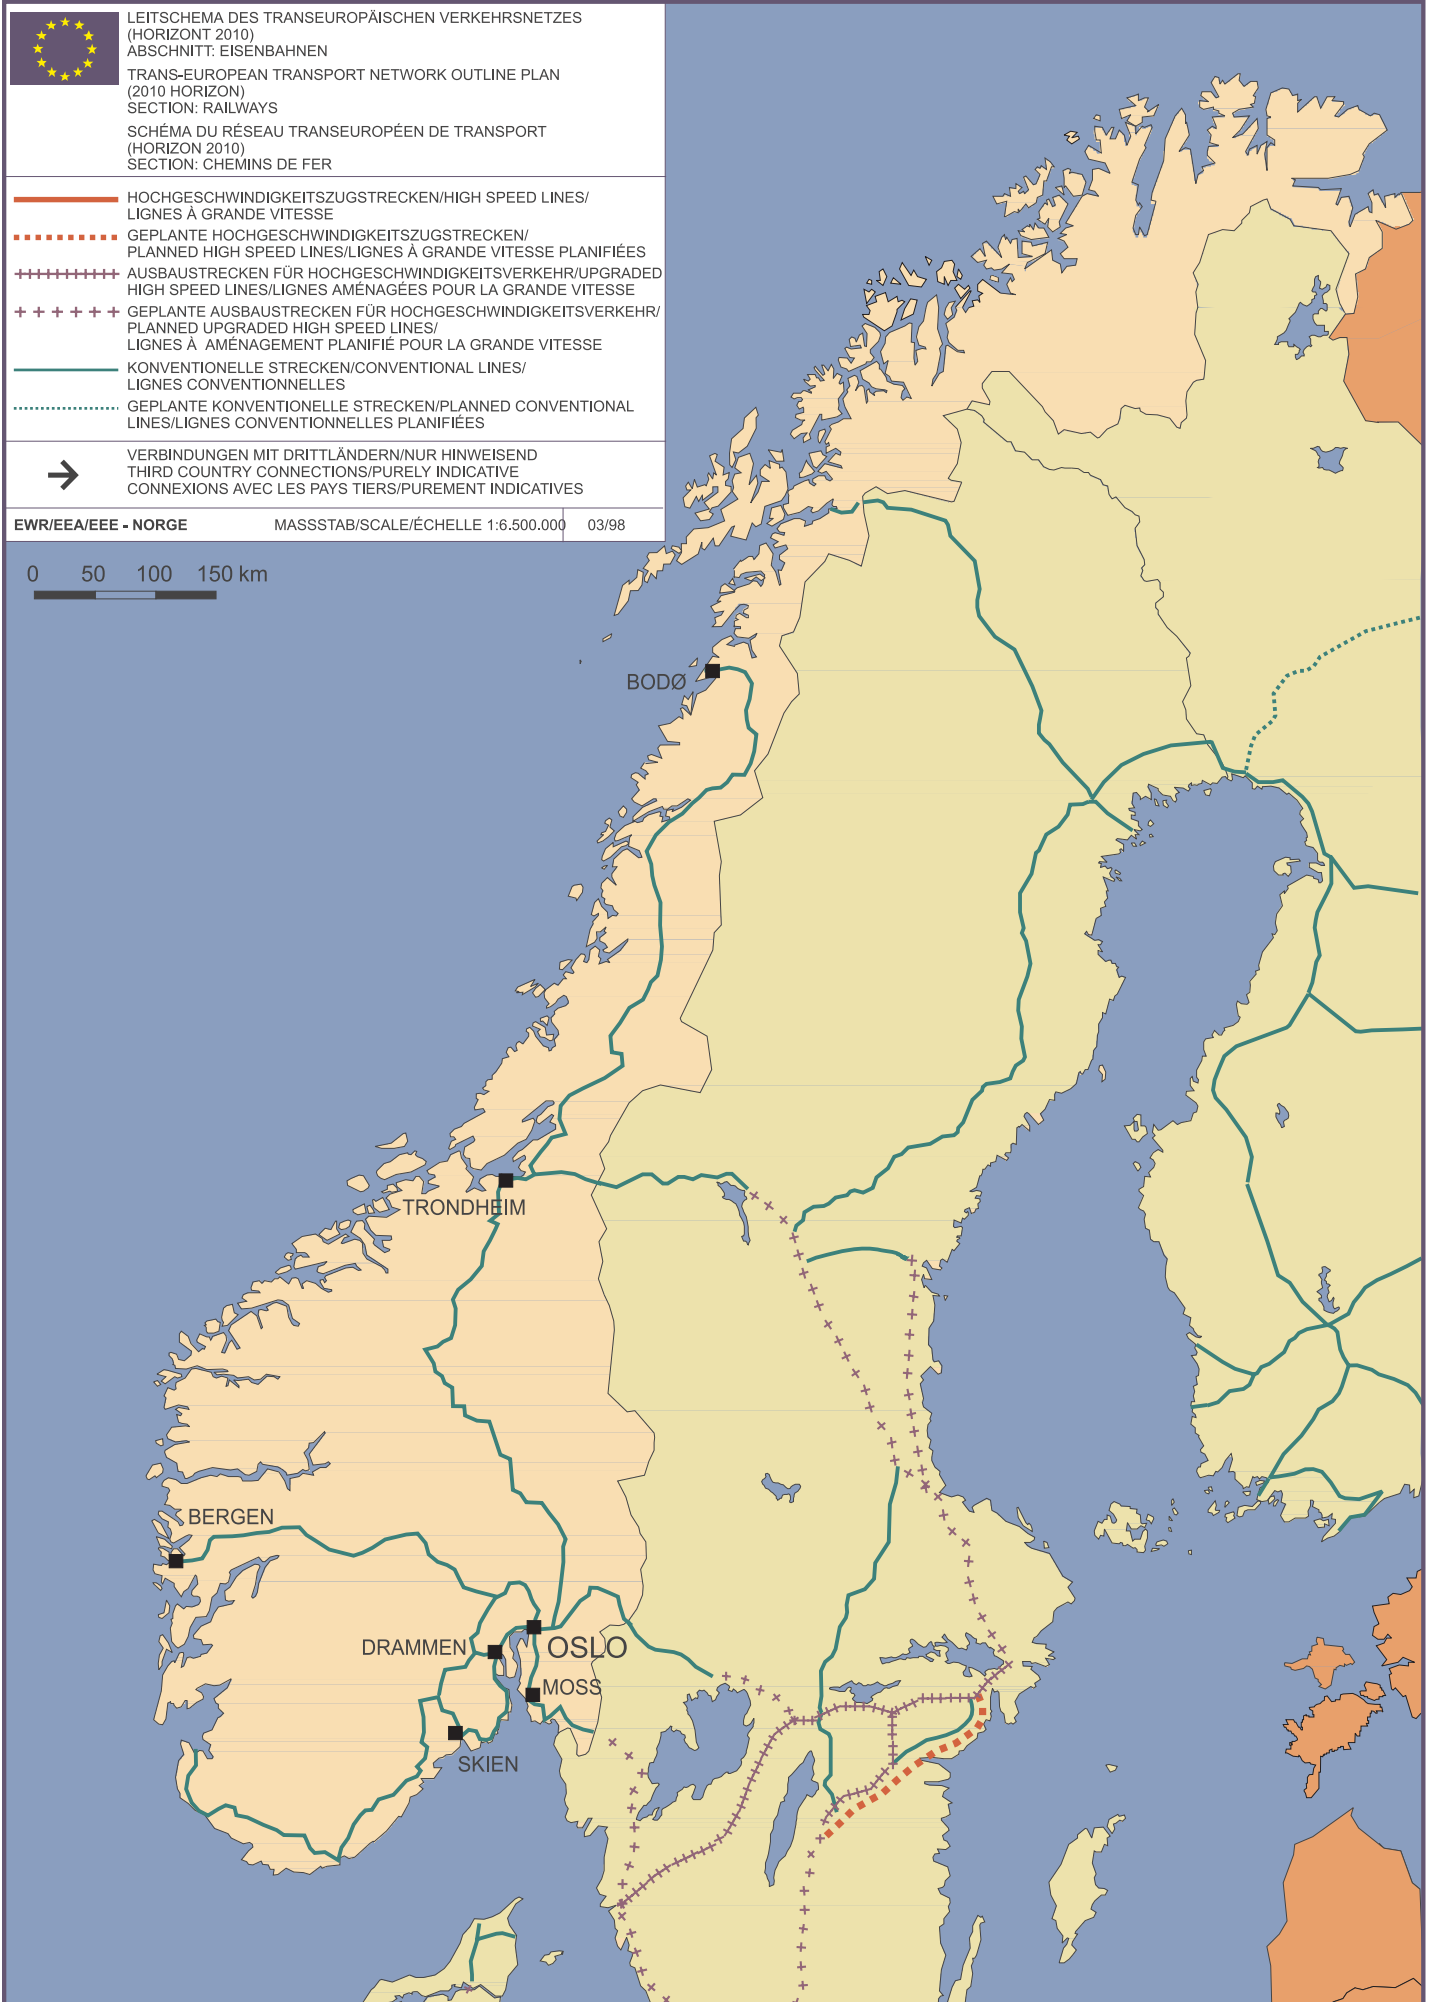 LEITSCHEMA DES TRANSEUROPÄISCHEN VERKEHRSNETZES
(HORIZONT 2010)
ABSCHNITT: EISENBAHNEN
TRANS-EUROPEAN TRANSPORT NETWORK OUTLINE PLAN
(2010 HORIZON)
SECTION: RAILWAYS
SCHÉMA DU RÉSEAU TRANSEUROPÉEN DE TRANSPORT
(HORIZON 2010)
SECTION: CHEMINS DE FER
HOCHGESCHWINDIGKEITSZUGSTRECKEN/HIGH SPEED LINES/
LIGNES À GRANDE VITESSE
GEPLANTE HOCHGESCHWINDIGKEITSZUGSTRECKEN/
PLANNED HIGH SPEED LINES/LIGNES À GRANDE VITESSE PLANIFIÉES
AUSBAUSTRECKEN FÜR HOCHGESCHWINDIGKEITSVERKEHR/UPGRADED
HIGH SPEED LINES/LIGNES AMÉNAGÉES POUR LA GRANDE VITESSE
GEPLANTE AUSBAUSTRECKEN FÜR HOCHGESCHWINDIGKEITSVERKEHR/
PLANNED UPGRADED HIGH SPEED LINES/
LIGNES À AMÉNAGEMENT PLANIFIÉ POUR LA GRANDE VITESSE
KONVENTIONELLE STRECKEN/CONVENTIONAL LINES/
LIGNES CONVENTIONNELLES
GEPLANTE KONVENTIONELLE STRECKEN/PLANNED CONVENTIONAL
LINES/LIGNES CONVENTIONNELLES PLANIFIÉES
VERBINDUNGEN MIT DRITTLÄNDERN/NUR HINWEISEND
THIRD COUNTRY CONNECTIONS/PURELY INDICATIVE
CONNEXIONS AVEC LES PAYS TIERS/PUREMENT INDICATIVES
EWR/EEA/EEE - NORGE MASSSTAB/SCALE/ÉCHELLE 1:6.500.000 03/98
0 50 100 150 km
BODØ
TRONDHEIM
BERGEN
DRAMMEN
OSLO
MOSS
SKIEN